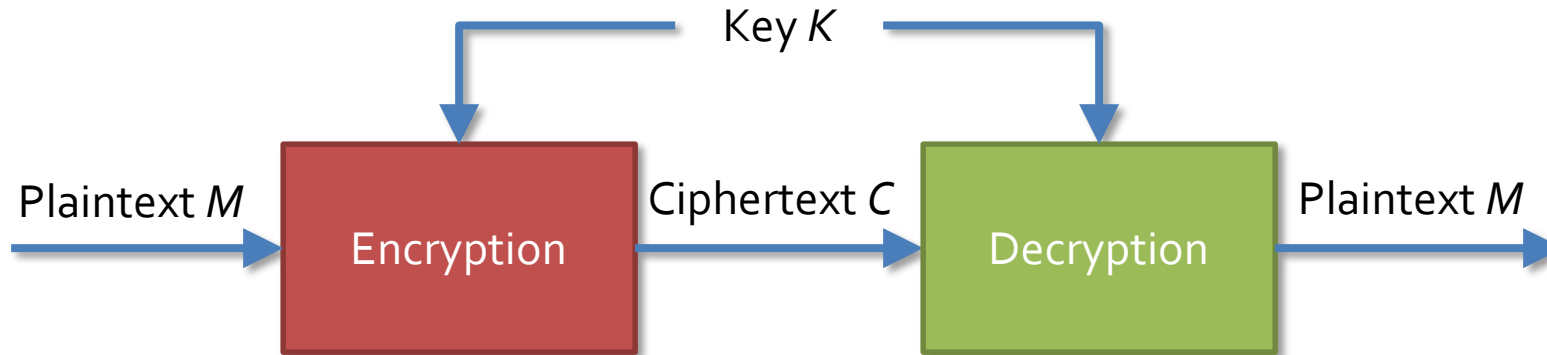 Key K
Plaintext M
Encryption
Ciphertext C
Decryption
Plaintext M